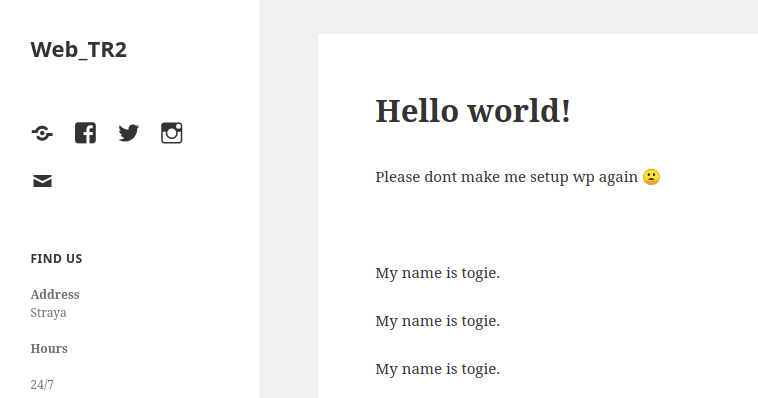 Web_TR2
FIND US
Address
Straya
Hours
24/7
Hello world!
Please dont make me setup wp again 🙁
My name is togie.
My name is togie.
My name is togie.